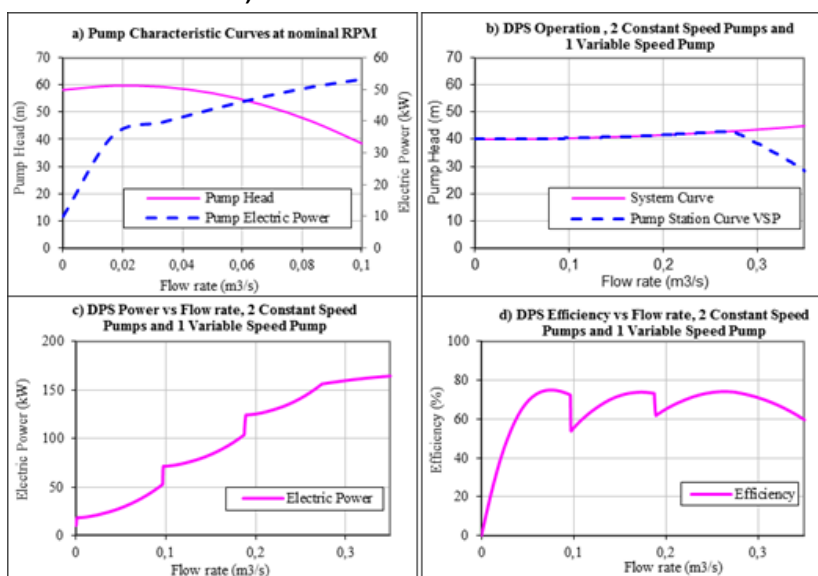 a) Pump Characteristic Curves at nominal RPM
70
60
50
40
30
20
10
0
60
50
40
30
20
10
0
Pump Head (m)
Electric Power (kW)
Pump Head
Pump Electric Power
0
0,02
0,04
0,06
0,08
0,1
Flow rate (m3/s)
b) DPS Operation , 2 Constant Speed Pumps and
1 Variable Speed Pump
70
60
50
40
30
20
10
0
Pump Head (m)
System Curve
Pump Station Curve VSP
0
0,1
0,2
0,3
Flow rate (m3/s)
c) DPS Power vs Flow rate, 2 Constant Speed
Pumps and 1 Variable Speed Pump
200
150
100
50
0
Electric Power (kW)
Electric Power
0
0,1
0,2
0,3
Flow rate (m3/s)
d) DPS Efficiency vs Flow rate, 2 Constant Speed
Pumps and 1 Variable Speed Pump
100
80
60
40
20
0
Efficiency (%)
Efficiency
0
0,1
0,2
0,3
Flow rate (m3/s)